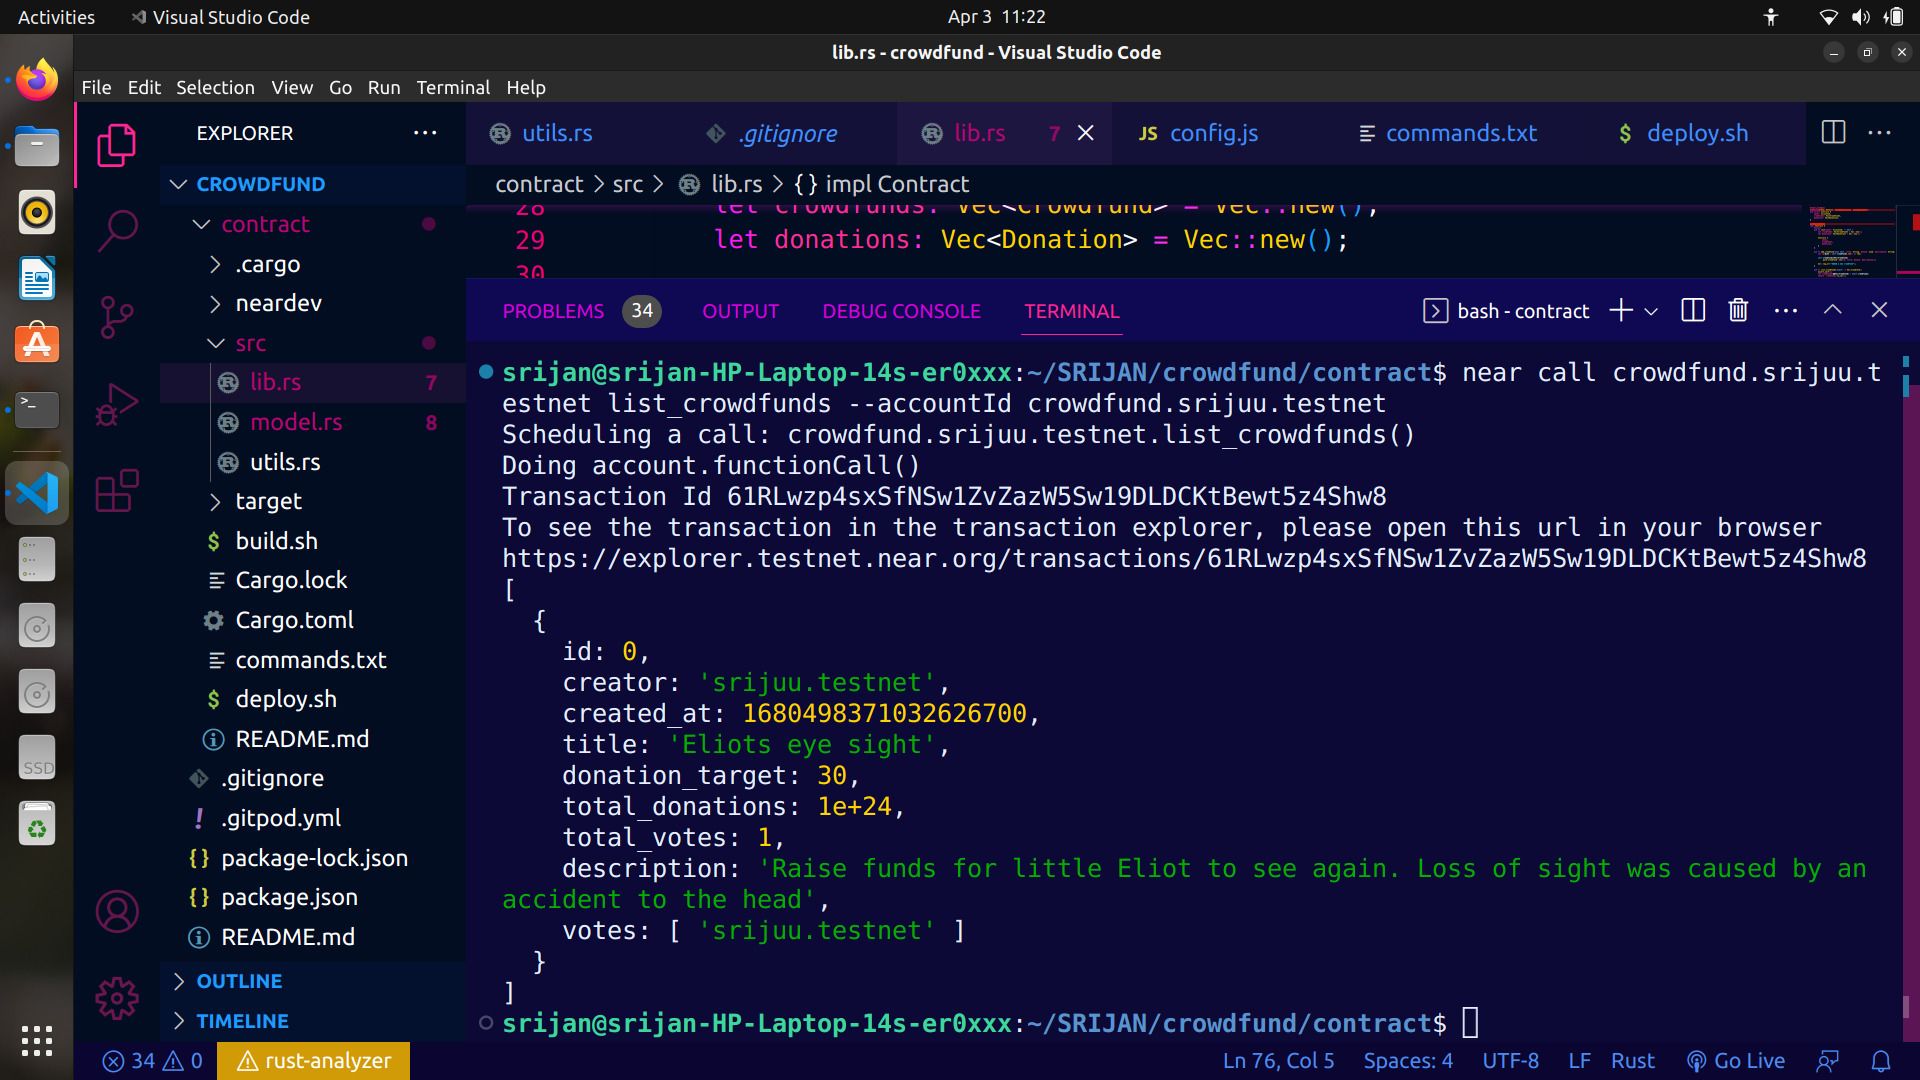 Activities
Visual Studio Code
Apr 3 11:22
lib.rs - crowdfund - Visual Studio Code
File Edit Selection View Go Run Terminal Help
EXPLORER
CROWDFUND
contract
.cargo
neardev
src
lib.rs 7
model.rs 8
utils.rs
target
build.sh
Cargo.lock
Cargo.toml
commands.txt
deploy.sh
README.md
.gitignore
.gitpod.yml
package-lock.json
package.json
README.md
OUTLINE
TIMELINE
SSD
utils.rs
.gitignore
lib.rs 7
JS config.js
commands.txt
$ deploy.sh
contract > src > lib.rs > {} impl Contract
28 let crowdfunds: Vec<Crowdfund> = Vec::new();
29 let donations: Vec<Donation> = Vec::new();
30
PROBLEMS 34 OUTPUT DEBUG CONSOLE TERMINAL
bash - contract
srijan@srijan-HP-Laptop-14s-er0xxx:~/SRIJAN/crowdfund/contract$ near call crowdfund.srijuu.t
estnet list_crowdfunds --accountId crowdfund.srijuu.testnet
Scheduling a call: crowdfund.srijuu.testnet.list_crowdfunds()
Doing account.functionCall()
Transaction Id 61RLwzp4sxSfNSw1ZvZazW5Sw19DLDCKtBewt5z4Shw8
To see the transaction in the transaction explorer, please open this url in your browser
https://explorer.testnet.near.org/transactions/61RLwzp4sxSfNSw1ZvZazW5Sw19DLDCKtBewt5z4Shw8
[
{
id: 0,
creator: 'srijuu.testnet',
created_at: 1680498371032626700,
title: 'Eliots eye sight',
donation_target: 30,
total_donations: 1e+24,
total_votes: 1,
description: 'Raise funds for little Eliot to see again. Loss of sight was caused by an
accident to the head',
votes: [ 'srijuu.testnet' ]
}
]
srijan@srijan-HP-Laptop-14s-er0xxx:~/SRIJAN/crowdfund/contract$
34 0 rust-analyzer
Ln 76, Col 5 Spaces: 4 UTF-8 LF Rust Go Live